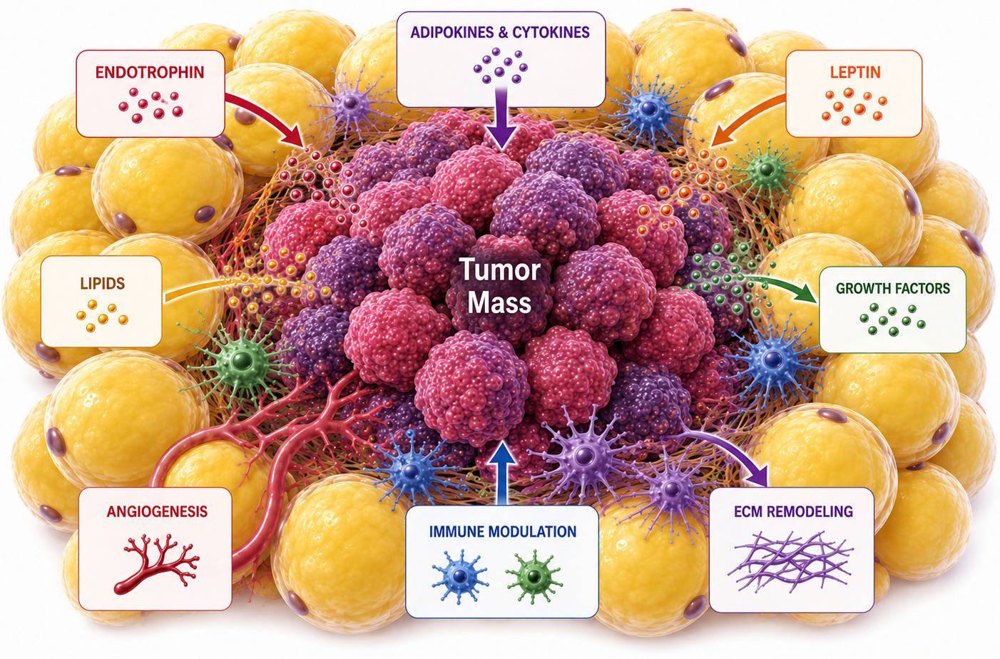 ADIPOKINES & CYTOKINES
ENDOTROPHIN
LEPTIN
Tumor
Mass
LIPIDS
GROWTH FACTORS
ANGIOGENESIS
IMMUNE MODULATION
ECM REMODELING